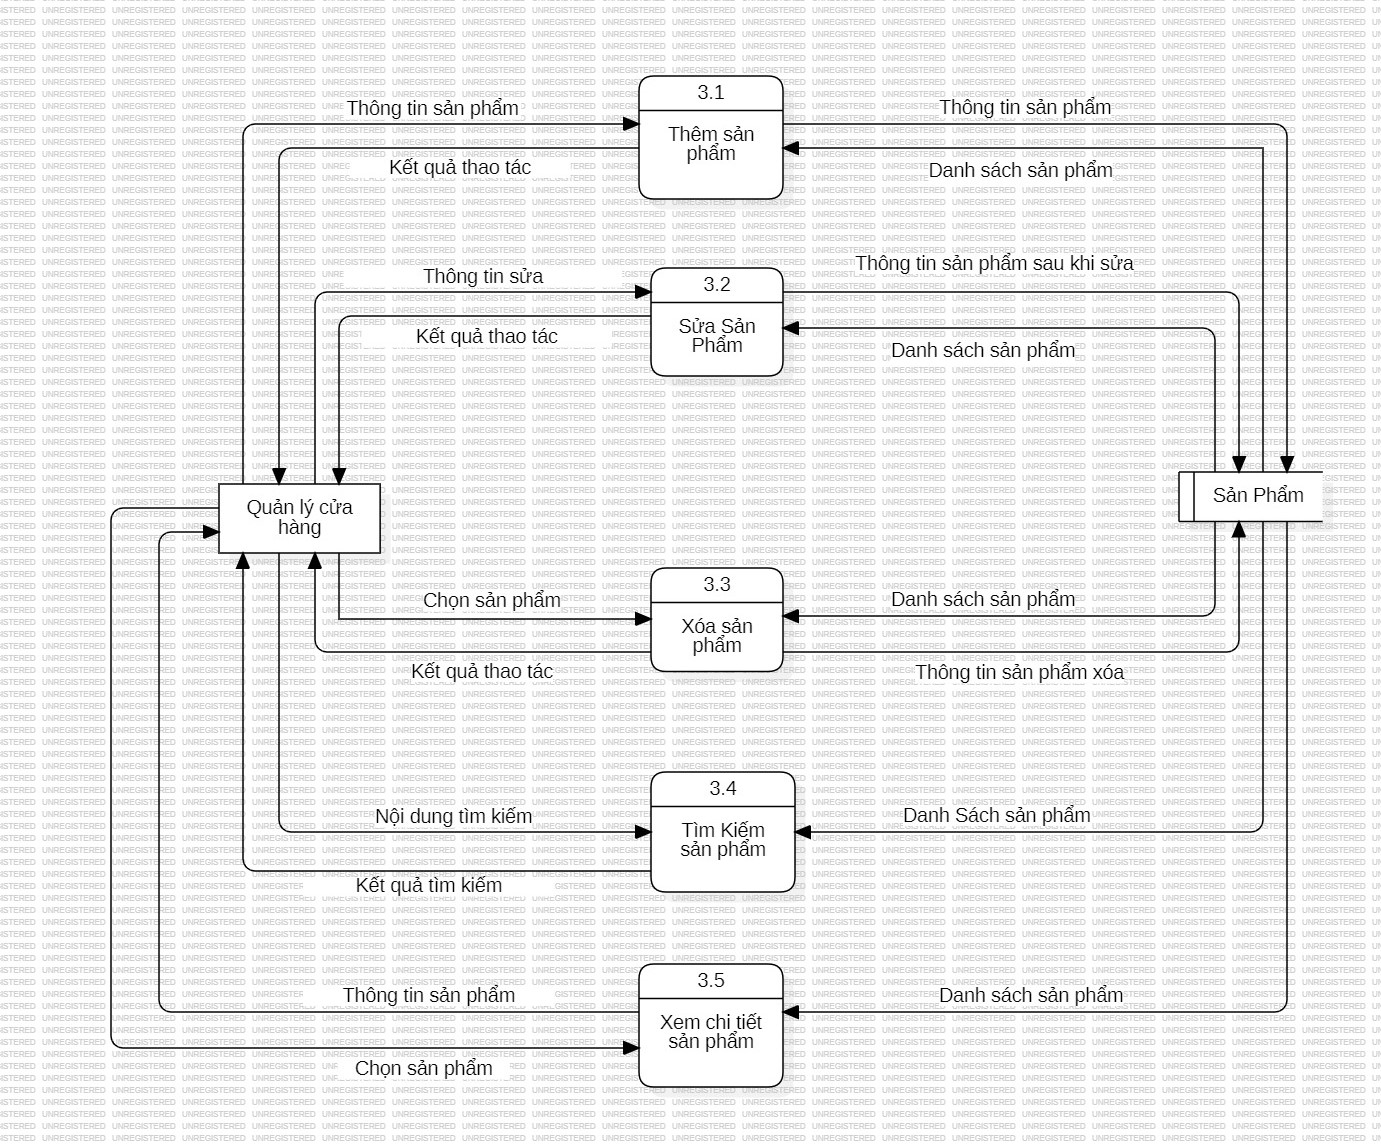 3.1
Thông tin sản phẩm
Thêm sản
phẩm
Thông tin sản phẩm
Kết quả thao tác
Danh sách sản phẩm
Thông tin sửa
3.2
Thông tin sản phẩm sau khi sửa
Kết quả thao tác
Sửa Sản
Phẩm
Danh sách sản phẩm
Quản lý cửa
hàng
Sản Phẩm
Chọn sản phẩm
3.3
Danh sách sản phẩm
Xóa sản
phẩm
Kết quả thao tác
Thông tin sản phẩm xóa
3.4
Nội dung tìm kiếm
Tìm Kiếm
sản phẩm
Danh Sách sản phẩm
Kết quả tìm kiếm
3.5
Thông tin sản phẩm
Danh sách sản phẩm
Xem chi tiết
sản phẩm
Chọn sản phẩm
UNREGISTERED